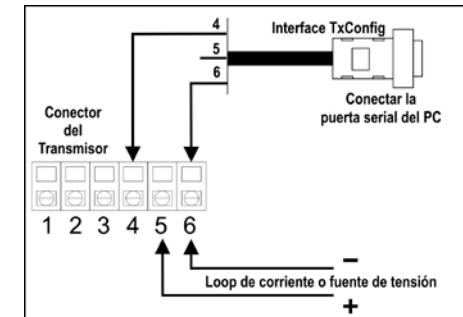 4
Interface TxConfig
5
6
Conectar la
puerta serial del PC
Conector
del
Transmisor
1 2 3 4 5 6
−
Loop de corriente o fuente de tensión
+